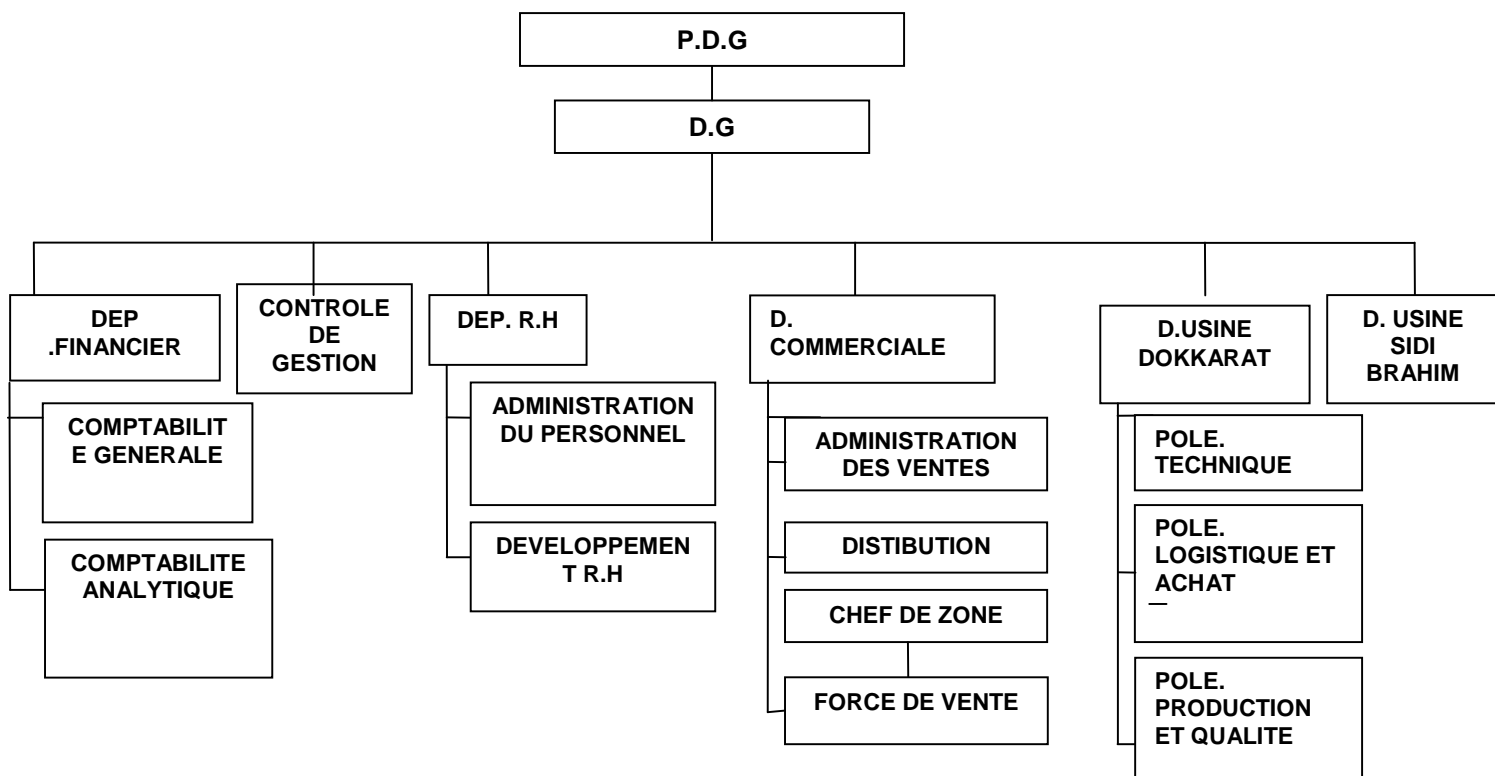 P.D.G
D.G
DEP
.FINANCIER
CONTROLE
DE
GESTION
DEP. R.H
D.
COMMERCIALE
D.USINE
DOKKARAT
D. USINE
SIDI
BRAHIM
COMPTABILIT
E GENERALE
COMPTABILITE
ANALYTIQUE
ADMINISTRATION
DU PERSONNEL
DEVELOPPEMEN
T R.H
ADMINISTRATION
DES VENTES
DISTIBUTION
CHEF DE ZONE
FORCE DE VENTE
POLE.
TECHNIQUE
POLE.
LOGISTIQUE ET
ACHAT
POLE.
PRODUCTION
ET QUALITE